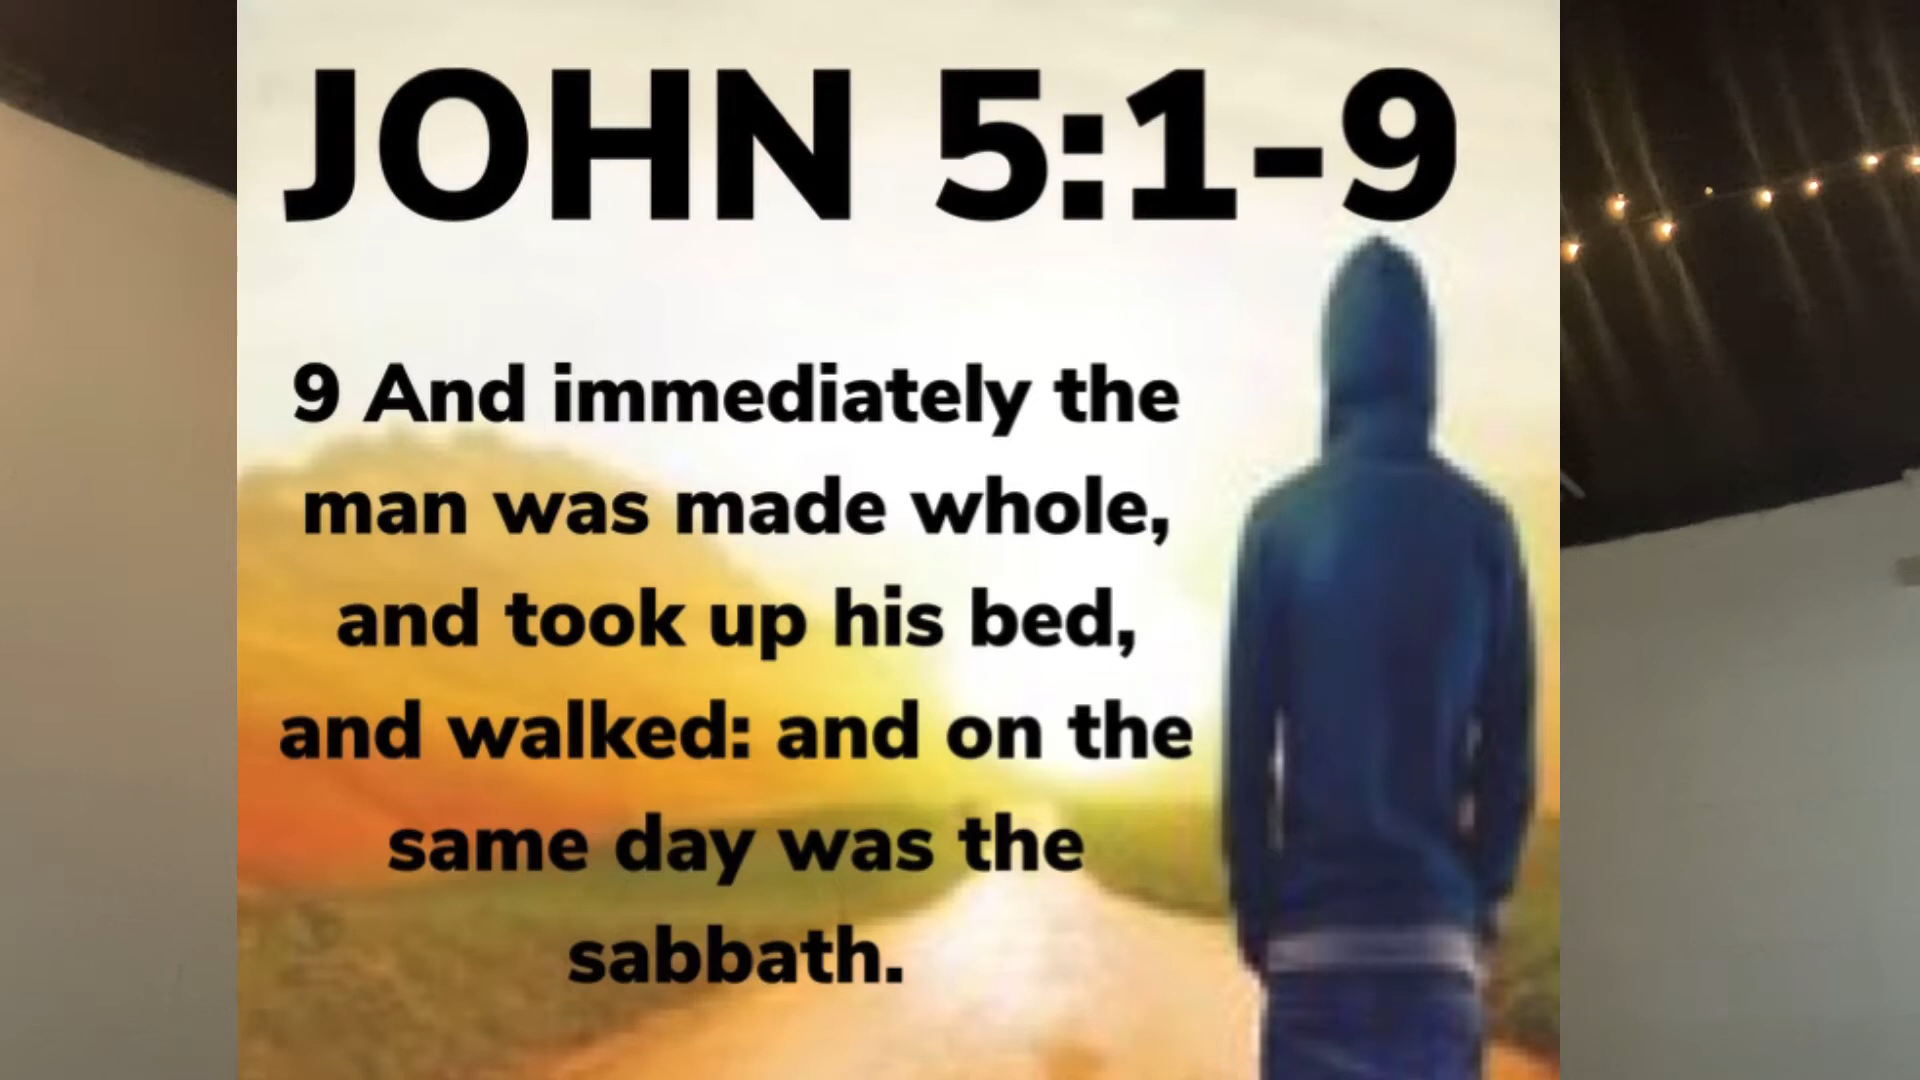 JOHN 5:1-9
9 And immediately the
man was made whole,
and took up his bed,
and walked: and on the
same day was the
sabbath.